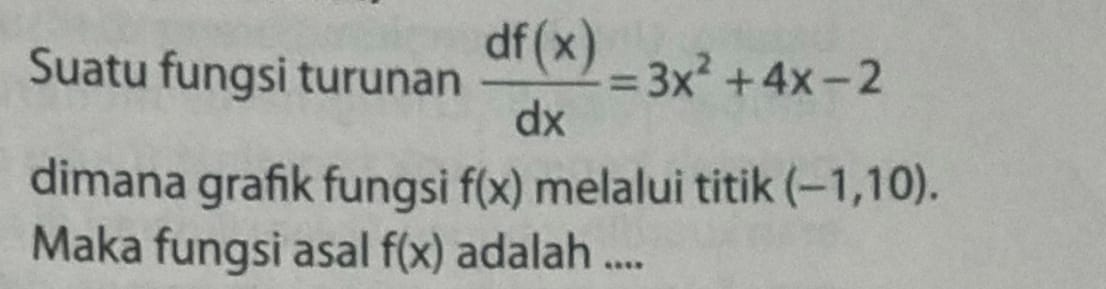 Suatu fungsi turunan df(x)/dx = 3x² + 4x – 2
dimana grafik fungsi f(x) melalui titik (–1,10).
Maka fungsi asal f(x) adalah ....